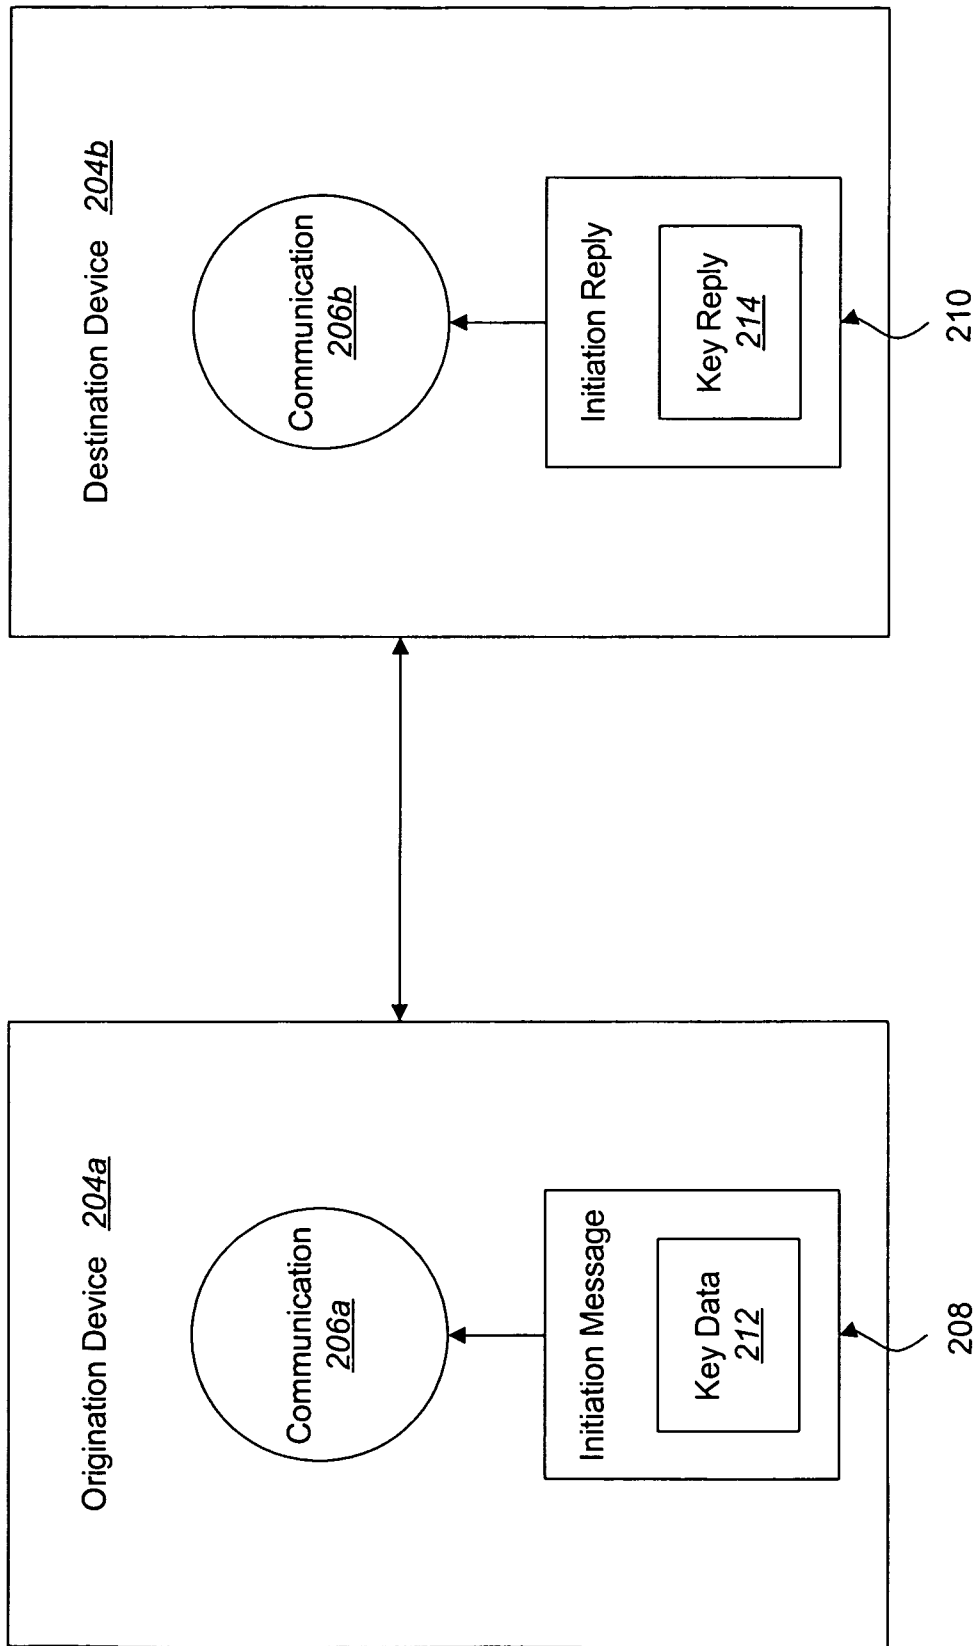 Origination Device 204a
Communication
206a
Initiation Message
Key Data
212
208
Destination Device 204b
Communication
206b
Initiation Reply
Key Reply
214
210